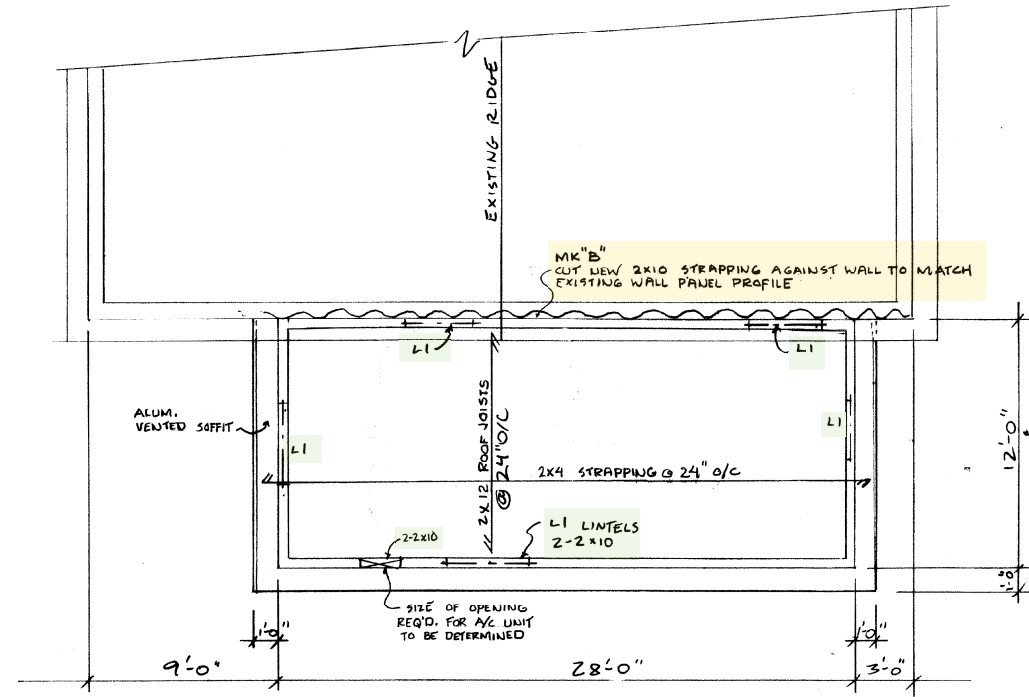 EXISTING RIDGE
MK "B"
CUT NEW 2X10 STRAPPING AGAINST WALL TO MATCH
EXISTING WALL PANEL PROFILE
L1
L1
ALUM.
VENTED SOFFIT
L1
L1
2X12 ROOF JOISTS
@ 24" O/C
2X4 STRAPPING @ 24" O/C
12'-0"
2-2X10
L1 LINTELS
2-2X10
1'-0"
SIZE OF OPENING
REQ'D. FOR A/C UNIT
TO BE DETERMINED
1'-0"
1'-0"
9'-0"
28'-0"
3'-0"